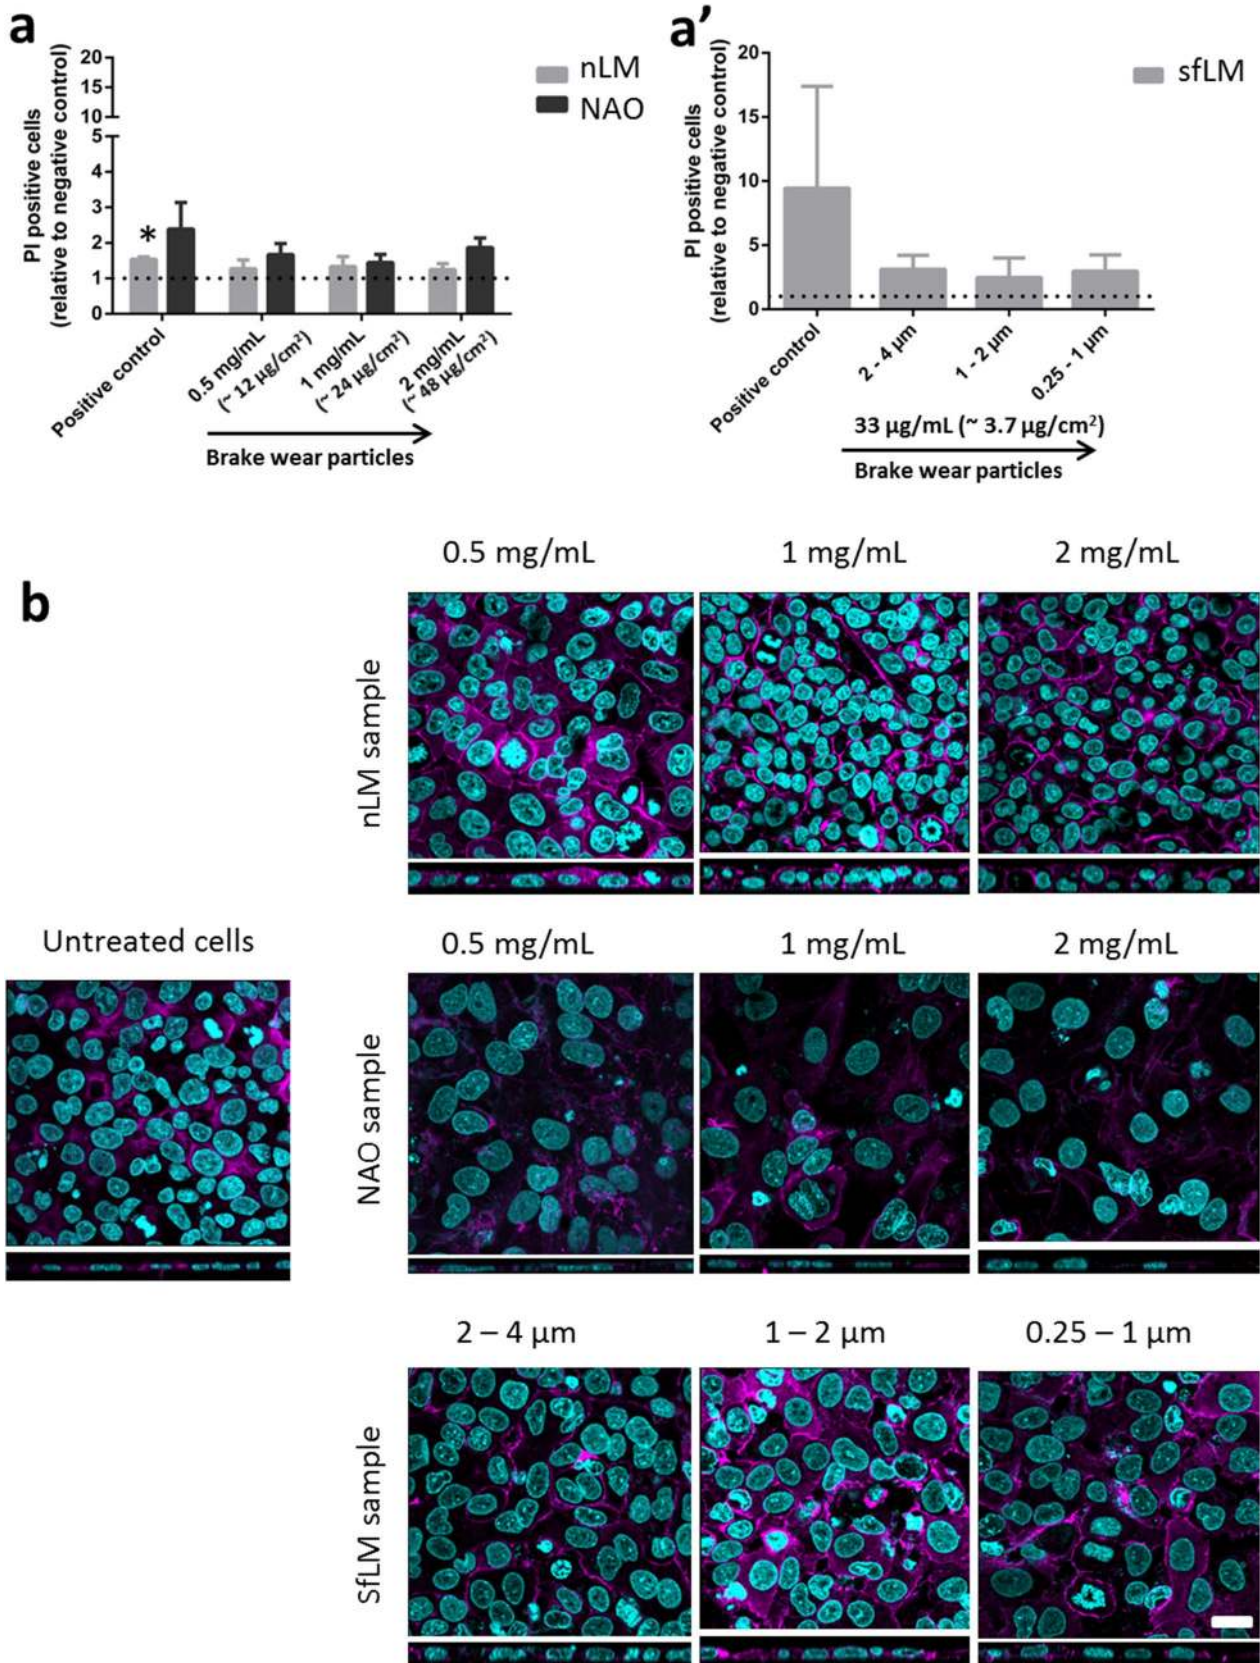 a
20
15
10
5
4
3
2
1
0
PI positive cells
(relative to negative control)
*
nLM
NAO
Positive control
0.5 mg/mL
(~ 12 µg/cm²)
1 mg/mL
(~ 24 µg/cm²)
2 mg/mL
(~ 48 µg/cm²)
Brake wear particles
a’
20
15
10
5
0
PI positive cells
(relative to negative control)
sfLM
Positive control
2 - 4 µm
1 - 2 µm
0.25 - 1 µm
33 µg/mL (~ 3.7 µg/cm²)
Brake wear particles
b
0.5 mg/mL
1 mg/mL
2 mg/mL
nLM sample
Untreated cells
0.5 mg/mL
1 mg/mL
2 mg/mL
NAO sample
2 – 4 µm
1 – 2 µm
0.25 – 1 µm
SfLM sample